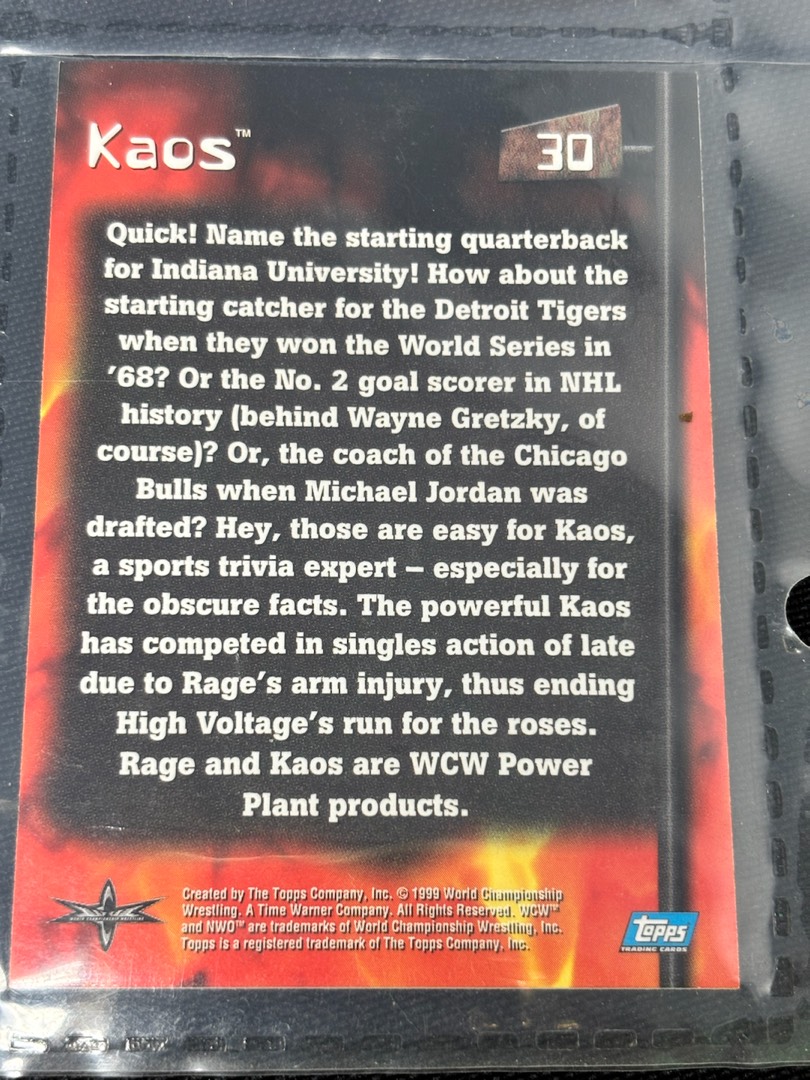 Kaos™
30
Quick! Name the starting quarterback
for Indiana University! How about the
starting catcher for the Detroit Tigers
when they won the World Series in
'68? Or the No. 2 goal scorer in NHL
history (behind Wayne Gretzky, of
course)? Or, the coach of the Chicago
Bulls when Michael Jordan was
drafted? Hey, those are easy for Kaos,
a sports trivia expert – especially for
the obscure facts. The powerful Kaos
has competed in singles action of late
due to Rage's arm injury, thus ending
High Voltage's run for the roses.
Rage and Kaos are WCW Power
Plant products.
WORLD CHAMPIONSHIP WRESTLING
Created by The Topps Company, Inc. © 1999 World Championship
Wrestling. A Time Warner Company. All Rights Reserved. WCW™
and NWO™ are trademarks of World Championship Wrestling, Inc.
Topps is a registered trademark of The Topps Company, Inc.
Topps
TRADING CARDS